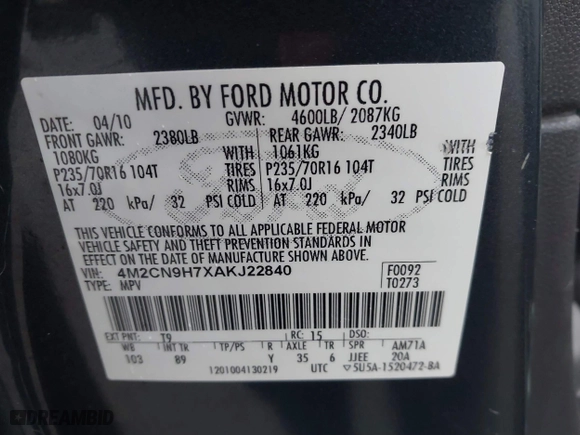 MFD. BY FORD MOTOR CO.
DATE: 04/10 GVWR: 4600LB/ 2087KG
FRONT GAWR: 2380LB REAR GAWR: 2340LB
1080KG WITH 1061KG WITH
P235/70R16 104T TIRES P235/70R16 104T TIRES
16x7.0J RIMS 16x7.0J RIMS
AT 220 kPa/ 32 PSI COLD AT 220 kPa/ 32 PSI COLD
THIS VEHICLE CONFORMS TO ALL APPLICABLE FEDERAL MOTOR
VEHICLE SAFETY AND THEFT PREVENTION STANDARDS IN
EFFECT ON THE DATE OF MANUFACTURE SHOWN ABOVE.
VIN: 4M2CN9H7XAKJ22840 F0092
TYPE: MPV T0273
EXT PNT: T9 RC: 15 DSO:
WB INT TR TP/PS R AXLE TR SPR AM71A
103 89 Y 35 6 JJEE 20A
1201004130219 UTC 5U5A-1520472-BA
DREAMBID